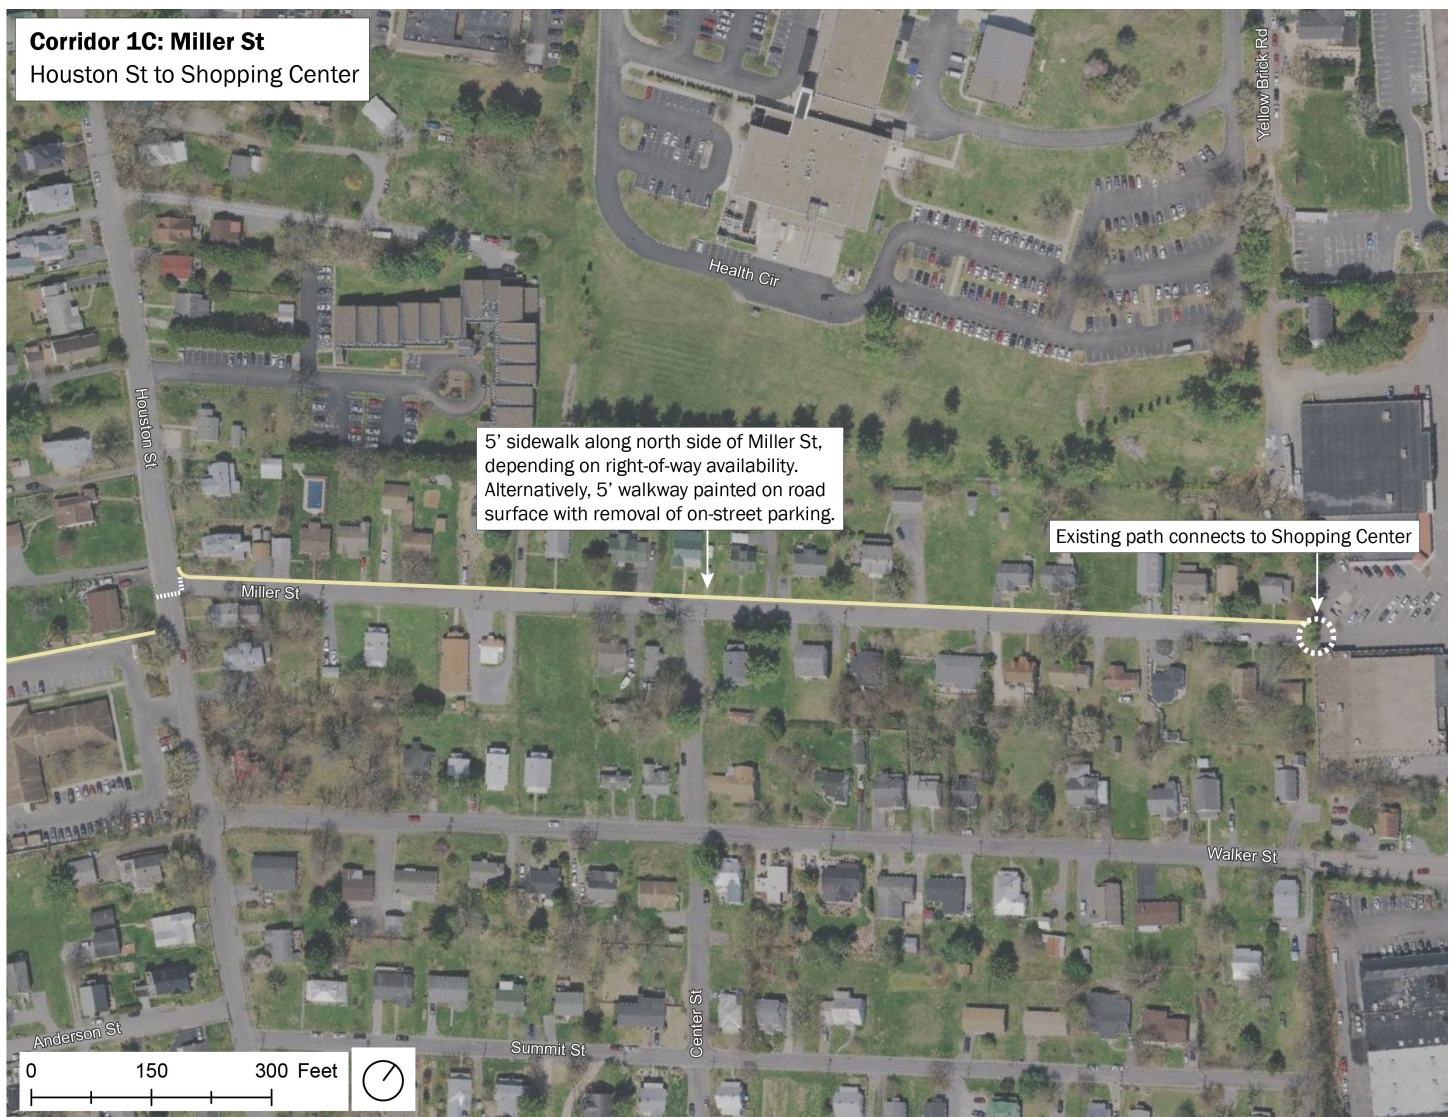 Corridor 1C: Miller St
Houston St to Shopping Center
Yellow Brick Rd
Health Cir
Houston St
5’ sidewalk along north side of Miller St,
depending on right-of-way availability.
Alternatively, 5’ walkway painted on road
surface with removal of on-street parking.
Existing path connects to Shopping Center
Miller St
Walker St
Center St
Anderson St
Summit St
0 150 300 Feet